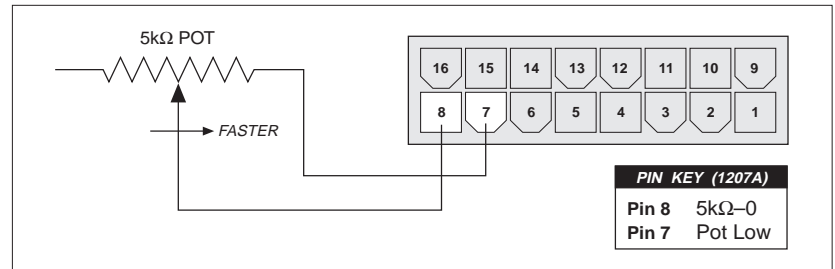 5kΩ POT
FASTER
16 15 14 13 12 11 10 9
8 7 6 5 4 3 2 1
PIN KEY (1207A)
Pin 8 5kΩ–0
Pin 7 Pot Low